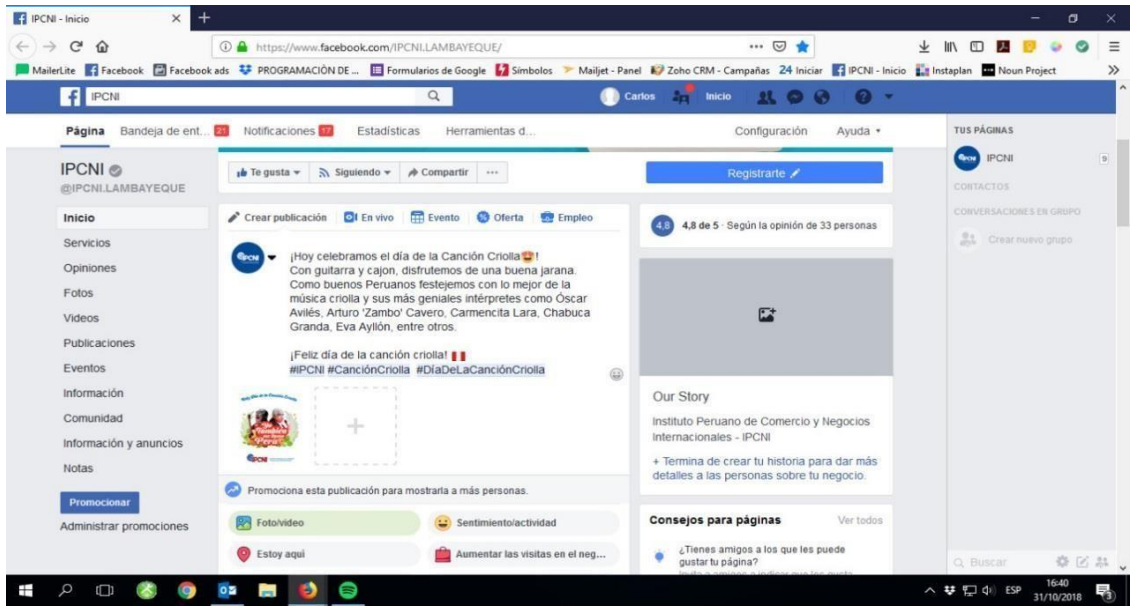 IPCNI - Inicio
https://www.facebook.com/IPCNI.LAMBAYEQUE/
MailerLite Facebook Facebook ads PROGRAMACIÓN DE ... Formularios de Google Símbolos Mailjet - Panel Zoho CRM - Campañas 24 Iniciar IPCNI - Inicio Instaplan Noun Project
IPCNI
Carlos Inicio
Página Bandeja de ent... 21 Notificaciones 17 Estadísticas Herramientas d... Configuración Ayuda
TUS PÁGINAS
IPCNI 9
CONTACTOS
CONVERSACIONES EN GRUPO
Crear nuevo grupo
IPCNI
@IPCNI.LAMBAYEQUE
Inicio
Servicios
Opiniones
Fotos
Videos
Publicaciones
Eventos
Información
Comunidad
Información y anuncios
Notas
Promocionar
Administrar promociones
Te gusta Siguiendo Compartir ...
Registrarte
Crear publicación En vivo Evento Oferta Empleo
¡Hoy celebramos el día de la Canción Criolla!
Con guitarra y cajon, disfrutemos de una buena jarana.
Como buenos Peruanos festejemos con lo mejor de la
música criolla y sus más geniales intérpretes como Óscar
Avilés, Arturo 'Zambo' Cavero, Carmencita Lara, Chabuca
Granda, Eva Ayllón, entre otros.
¡Feliz día de la canción criolla!
#IPCNI #CanciónCriolla #DíaDeLaCanciónCriolla
Promociona esta publicación para mostrarla a más personas.
Foto/video Sentimiento/actividad
Estoy aquí Aumentar las visitas en el neg...
4,8 4,8 de 5 · Según la opinión de 33 personas
Our Story
Instituto Peruano de Comercio y Negocios
Internacionales - IPCNI
+ Termina de crear tu historia para dar más
detalles a las personas sobre tu negocio.
Consejos para páginas Ver todos
¿Tienes amigos a los que les puede
gustar tu página?
Buscar
ESP
16:40
31/10/2018